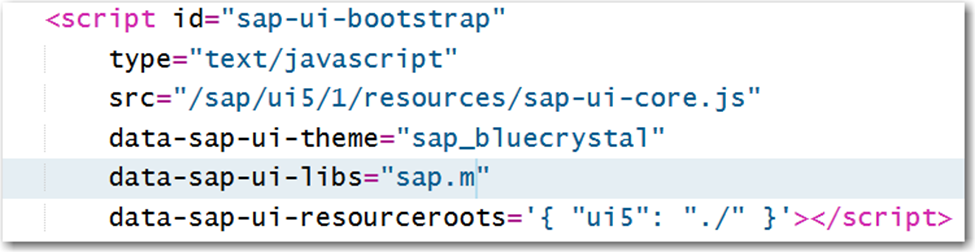 <script id="sap-ui-bootstrap"
type="text/javascript"
src="/sap/ui5/1/resources/sap-ui-core.js"
data-sap-ui-theme="sap_bluecrystal"
data-sap-ui-libs="sap.m"
data-sap-ui-resourceroots='{ "ui5": "./" }'></script>